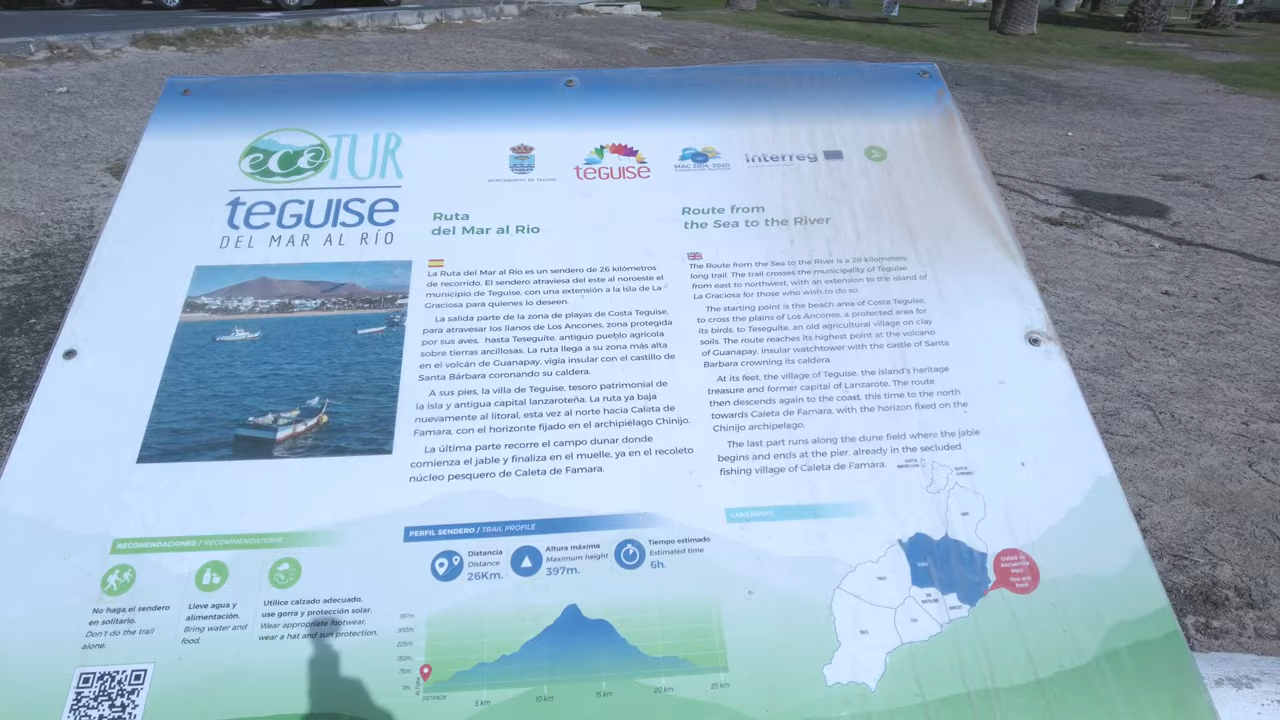 eco TUR
teGUISe
DEL MAR AL RÍO
AYUNTAMIENTO DE TEGUISE
teGUISe
MAC 2014-2020
Interreg
Ruta
del Mar al Río
La Ruta del Mar al Río es un sendero de 26 kilómetros
de recorrido. El sendero atraviesa del este al noroeste el
municipio de Teguise, con una extensión a la Isla de La
Graciosa para quienes lo deseen.
La salida parte de la zona de playas de Costa Teguise,
para atravesar los llanos de Los Ancones, zona protegida
por sus aves, hasta Teseguite, antiguo pueblo agrícola
sobre tierras arcillosas. La ruta llega a su zona más alta
en el volcán de Guanapay, vigía insular con el castillo de
Santa Bárbara coronando su caldera.
A sus pies, la villa de Teguise, tesoro patrimonial de
la isla y antigua capital lanzaroteña. La ruta ya baja
nuevamente al litoral, esta vez al norte hacia Caleta de
Famara, con el horizonte fijado en el archipiélago Chinijo.
La última parte recorre el campo dunar donde
comienza el jable y finaliza en el muelle, ya en el recoleto
núcleo pesquero de Caleta de Famara.
Route from
the Sea to the River
The Route from the Sea to the River is a 26 kilometers
long trail. The trail crosses the municipality of Teguise
from east to northwest, with an extension to the island of
La Graciosa for those who wish to do so.
The starting point is the beach area of Costa Teguise,
to cross the plains of Los Ancones, a protected area for
its birds, to Teseguite, an old agricultural village on clay
soils. The route reaches its highest point at the volcano
of Guanapay, insular watchtower with the castle of Santa
Barbara crowning its caldera.
At its feet, the village of Teguise, the island's heritage
treasure and former capital of Lanzarote. The route
then descends again to the coast, this time to the north
towards Caleta de Famara, with the horizon fixed on the
Chinijo archipelago.
The last part runs along the dune field where the jable
begins and ends at the pier, already in the secluded
fishing village of Caleta de Famara.
RECOMENDACIONES / RECOMMENDATIONS
No haga el sendero
en solitario.
Don't do the trail
alone.
Lleve agua y
alimentación.
Bring water and
food.
Utilice calzado adecuado,
use gorra y protección solar.
Wear appropriate footwear,
wear a hat and sun protection.
PERFIL SENDERO / TRAIL PROFILE
Distancia
Distance
26Km.
Altura máxima
Maximum height
397m.
Tiempo estimado
Estimated time
6h.
300m.
225m.
150m.
75m.
ALTURA
DISTANCIA
5 km
10 km
15 km
20 km
25 km
LANZAROTE
Usted se
encuentra
aquí
You are
here